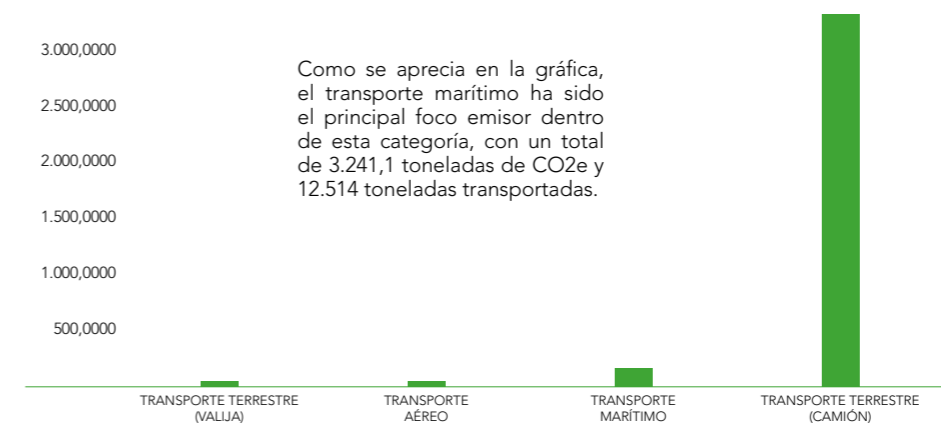 3.000,0000
2.500,0000
2.000,0000
1.500,0000
1.000,0000
500,0000
Como se aprecia en la gráfica,
el transporte marítimo ha sido
el principal foco emisor dentro
de esta categoría, con un total
de 3.241,1 toneladas de CO2e y
12.514 toneladas transportadas.
TRANSPORTE TERRESTRE
(VALIJA)
TRANSPORTE
AÉREO
TRANSPORTE
MARÍTIMO
TRANSPORTE TERRESTRE
(CAMIÓN)